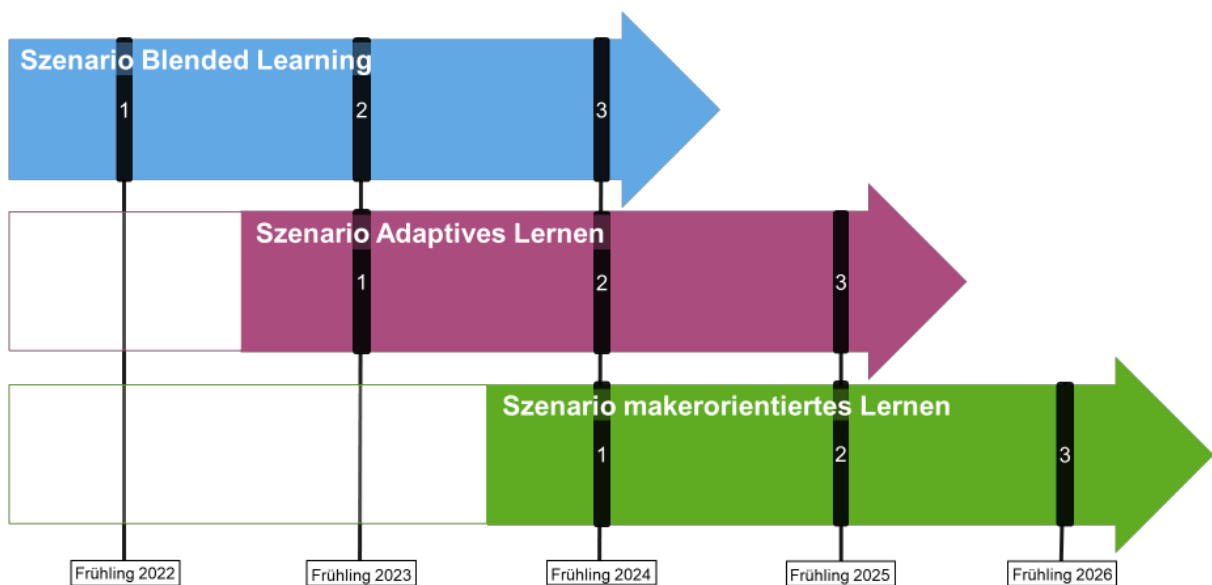 Szenario Blended Learning
1
2
3
Szenario Adaptives Lernen
1
2
3
Szenario makerorientiertes Lernen
1
2
3
Frühling 2022
Frühling 2023
Frühling 2024
Frühling 2025
Frühling 2026